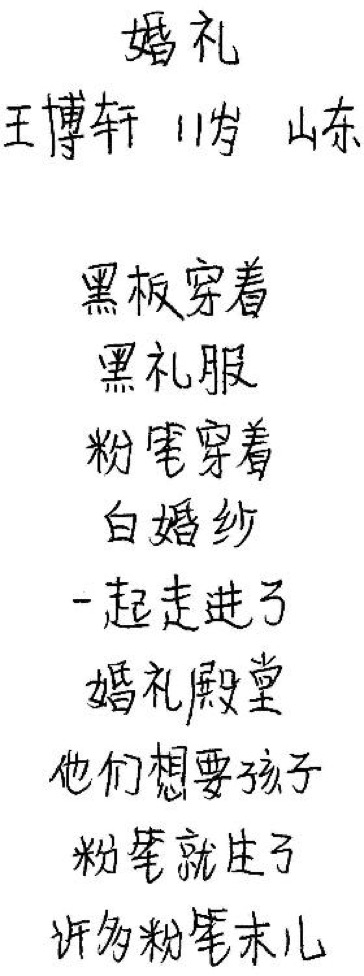 婚礼
王博轩 11岁 山东
黑板穿着
黑礼服
粉笔穿着
白婚纱
一起走进了
婚礼殿堂
他们想要孩子
粉笔就生了
许多粉笔末儿